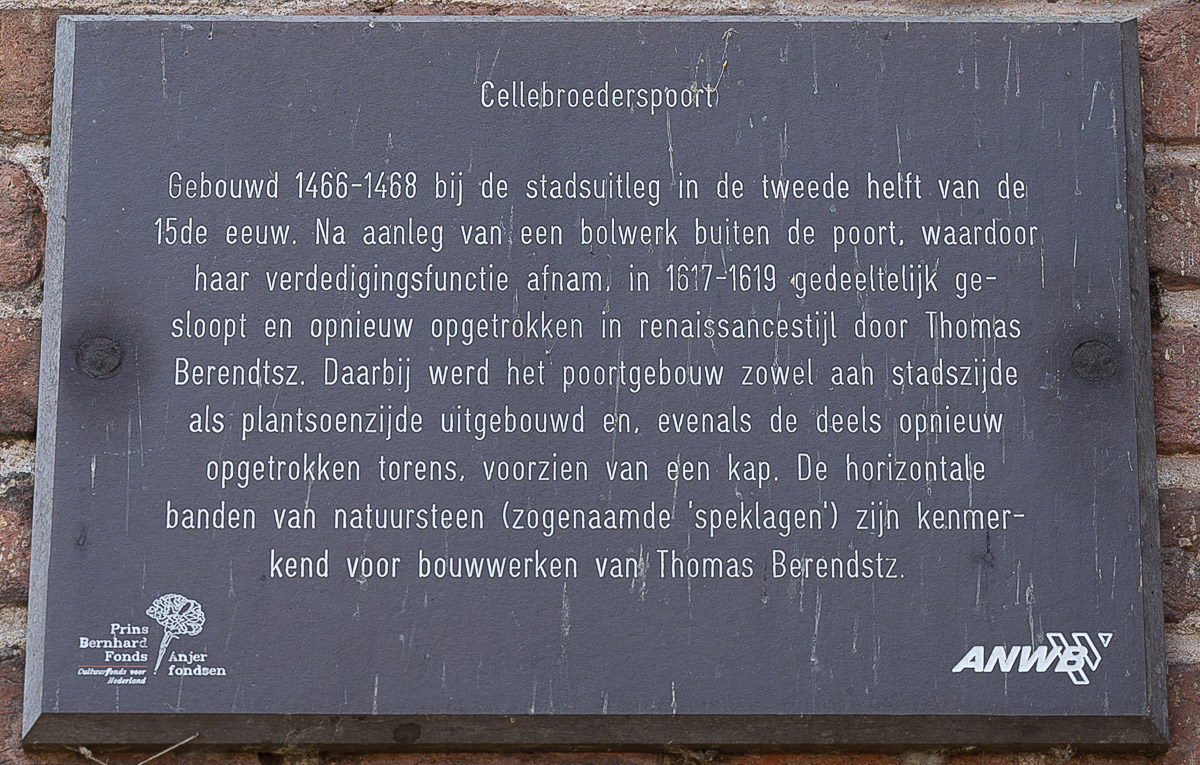 Cellebroederspoort
Gebouwd 1466-1468 bij de stadsuitleg in de tweede helft van de
15de eeuw. Na aanleg van een bolwerk buiten de poort, waardoor
haar verdedigingsfunctie afnam, in 1617-1619 gedeeltelijk ge-
sloopt en opnieuw opgetrokken in renaissancestijl door Thomas
Berendtsz. Daarbij werd het poortgebouw zowel aan stadszijde
als plantsoenzijde uitgebouwd en, evenals de deels opnieuw
opgetrokken torens, voorzien van een kap. De horizontale
banden van natuursteen (zogenaamde 'speklagen') zijn kenmer-
kend voor bouwwerken van Thomas Berendstz.
Prins
Bernhard
Fonds
Cultuurfonds voor
Nederland
Anjer
fondsen
ANWB